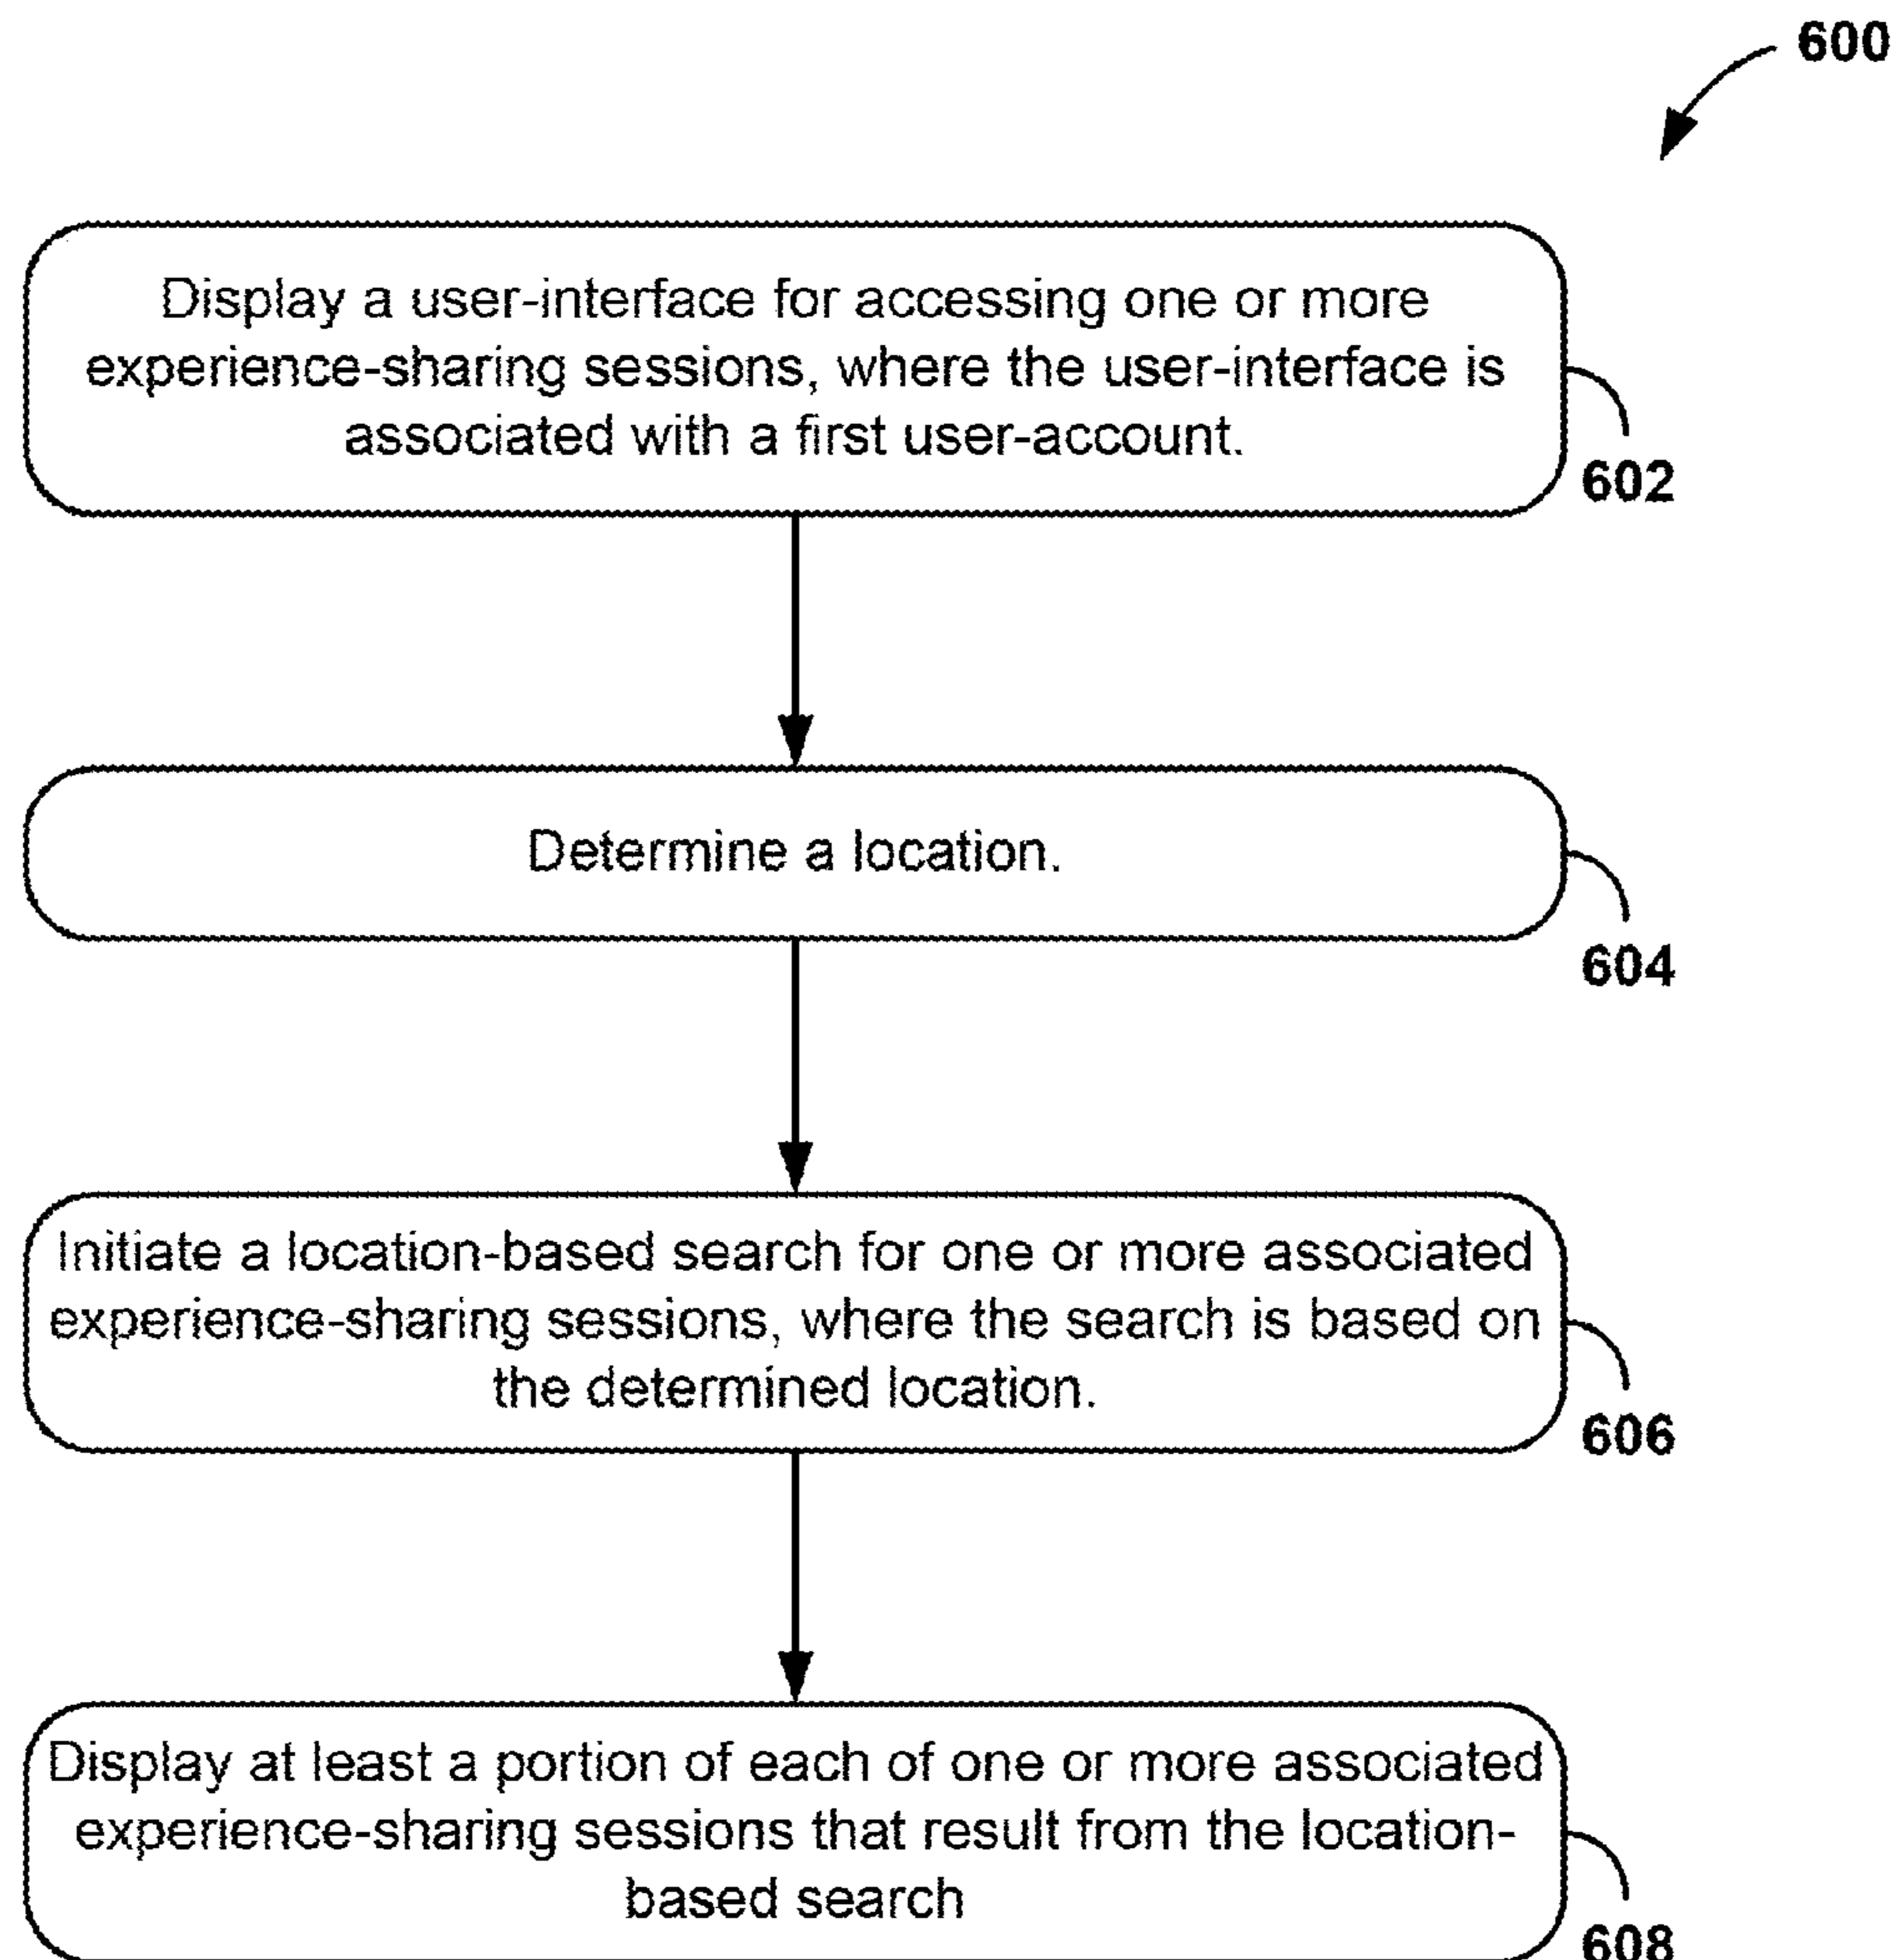 600
Display a user-interface for accessing one or more
experience-sharing sessions, where the user-interface is
associated with a first user-account.
602
Determine a location.
604
Initiate a location-based search for one or more associated
experience-sharing sessions, where the search is based on
the determined location.
606
Display at least a portion of each of one or more associated
experience-sharing sessions that result from the location-
based search
608